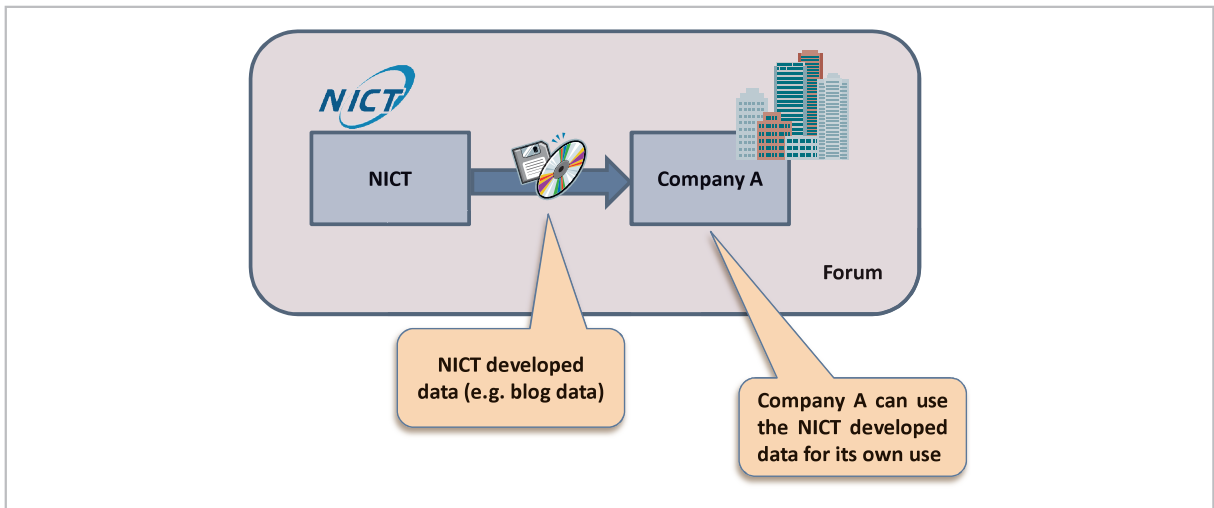 NICT
NICT
Company A
Forum
NICT developed
data (e.g. blog data)
Company A can use
the NICT developed
data for its own use